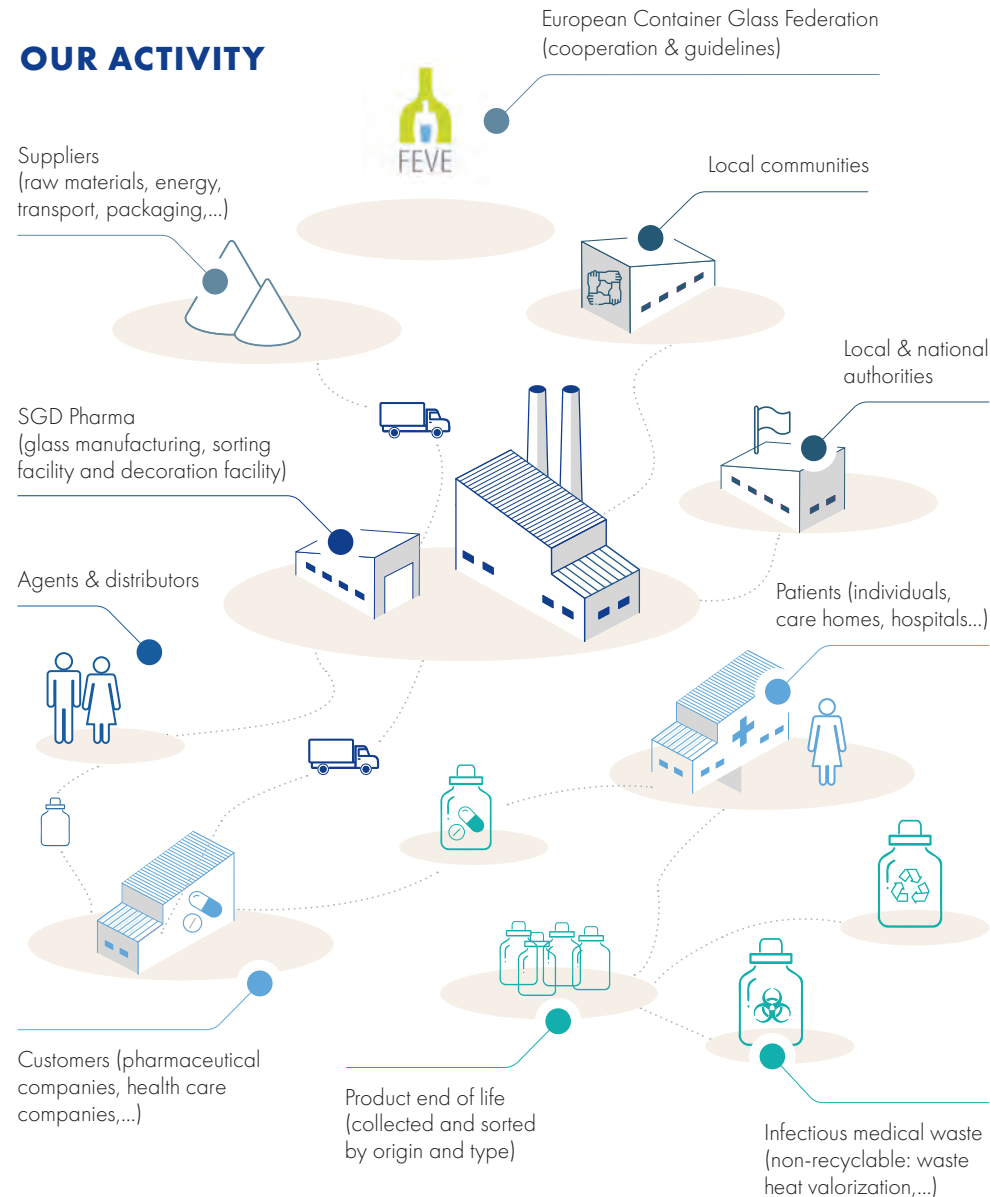 OUR ACTIVITY
European Container Glass Federation
(cooperation & guidelines)
FEVE
Suppliers
(raw materials, energy,
transport, packaging,...)
Local communities
Local & national
authorities
SGD Pharma
(glass manufacturing, sorting
facility and decoration facility)
Agents & distributors
Patients (individuals,
care homes, hospitals...)
Customers (pharmaceutical
companies, health care
companies,...)
Product end of life
(collected and sorted
by origin and type)
Infectious medical waste
(non-recyclable: waste
heat valorization,...)